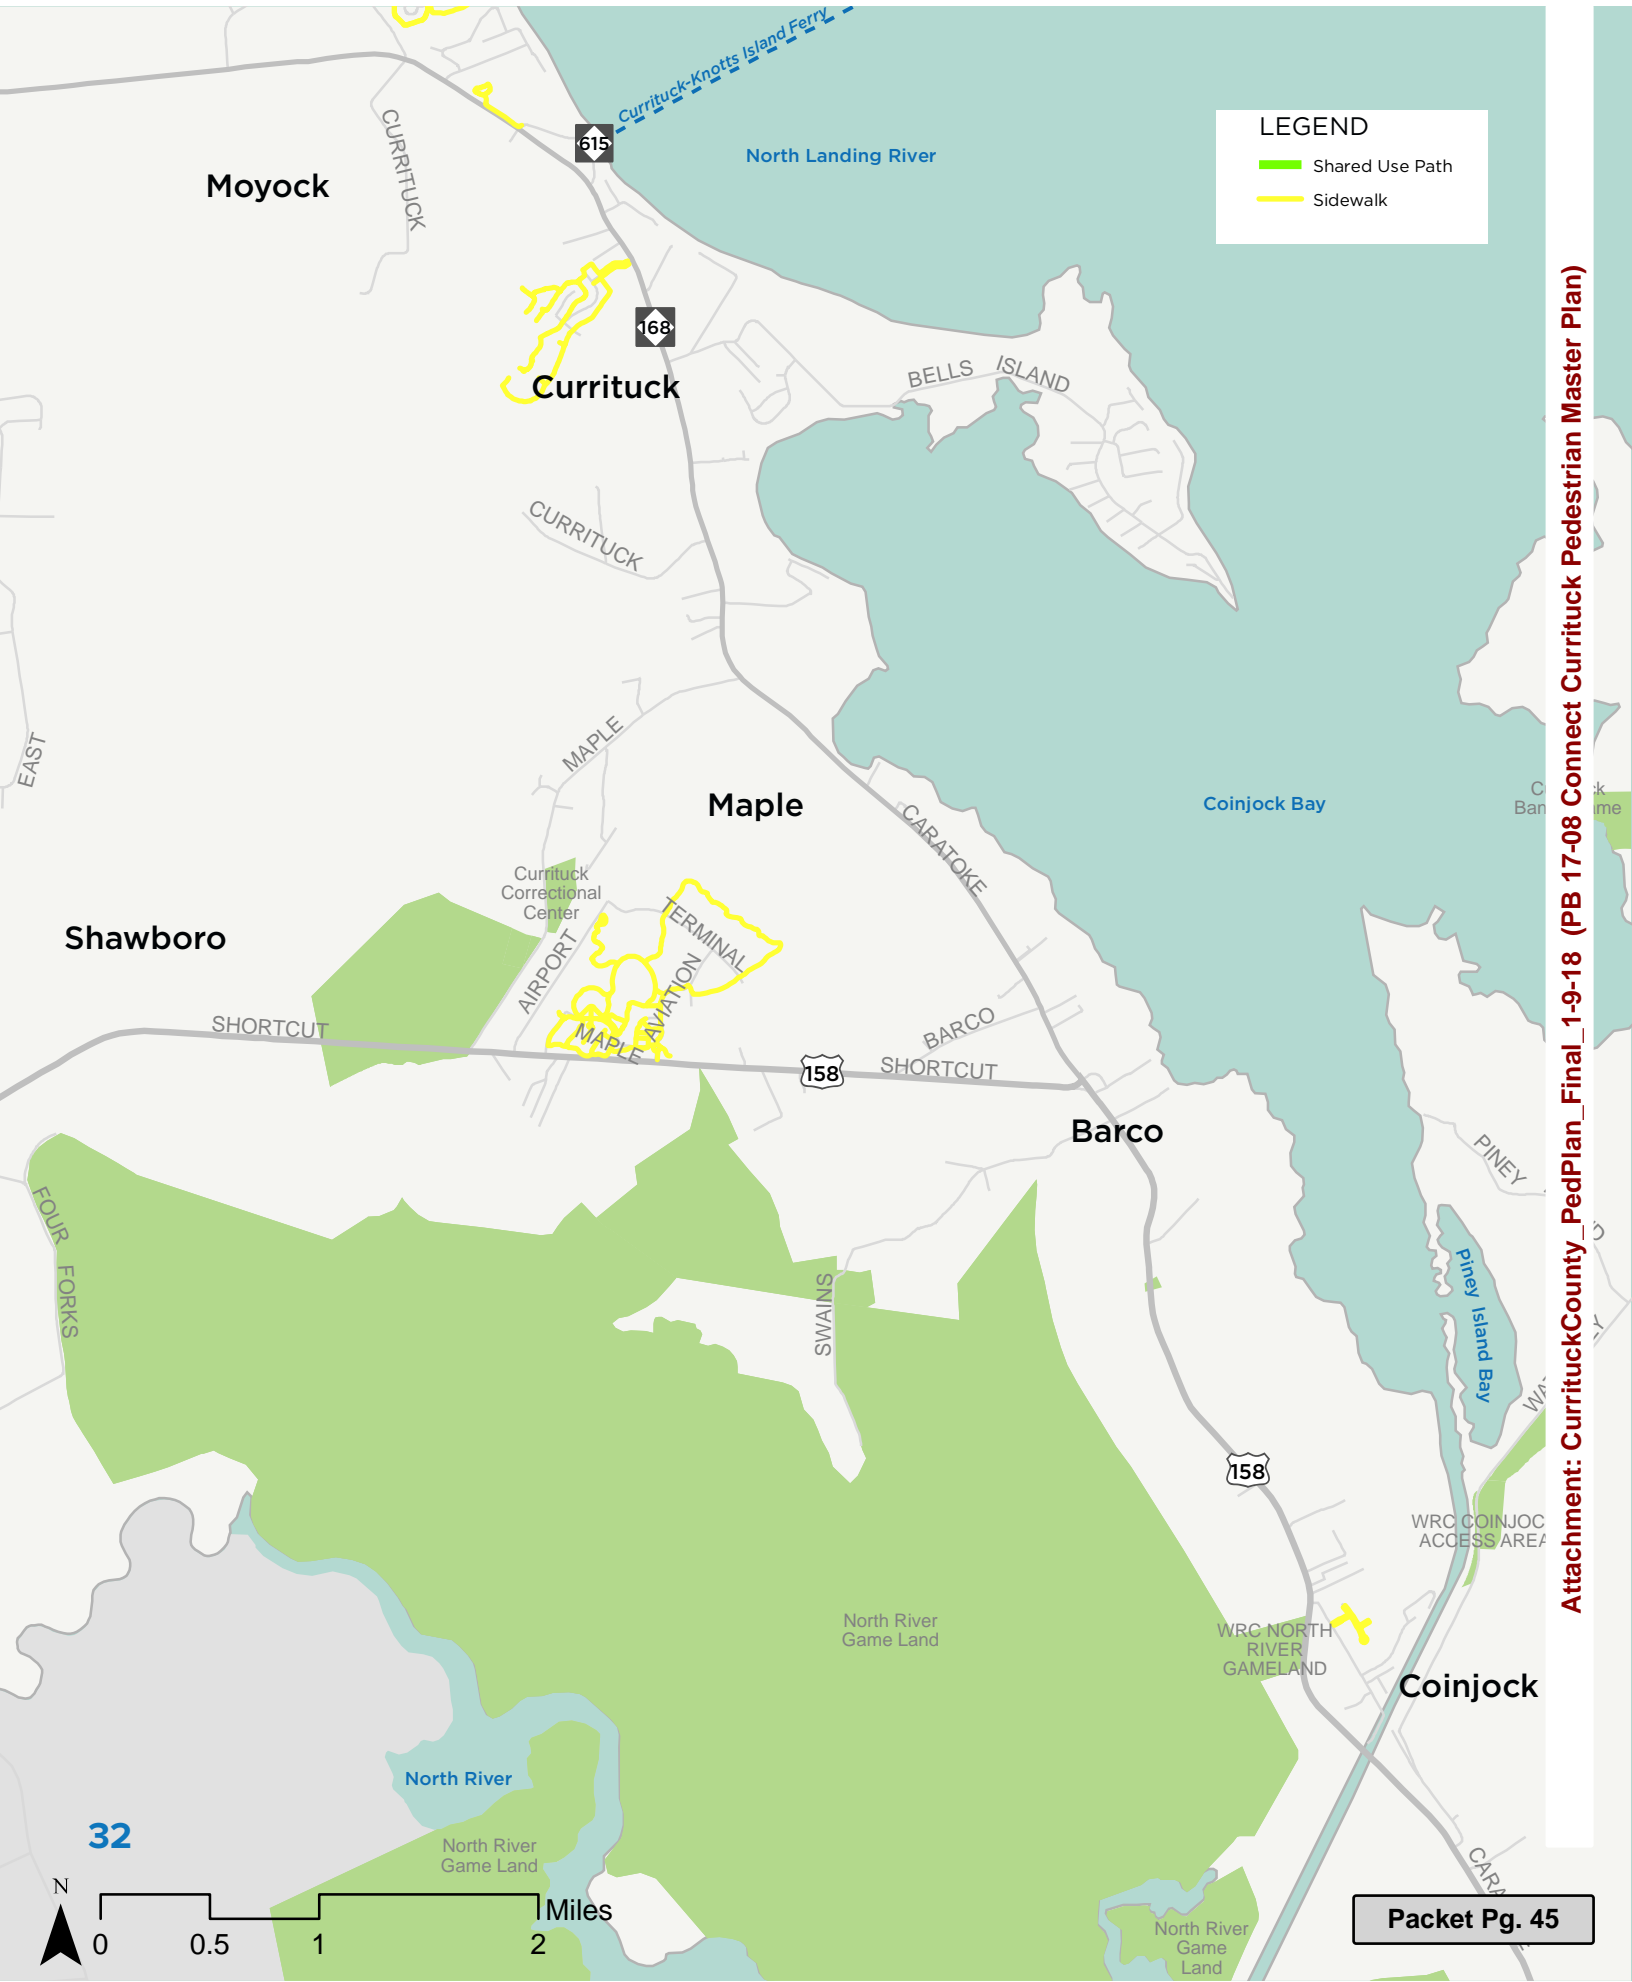 Currituck-Knotts Island Ferry
615
North Landing River
LEGEND
Shared Use Path
Sidewalk
CURRITUCK
Moyock
168
Currituck
BELLS ISLAND
CURRITUCK
EAST
MAPLE
Maple
CARATOKE
Coinjock Bay
Currituck
Correctional
Center
TERMINAL
Shawboro
AIRPORT
AVIATION
MAPLE
SHORTCUT
158
BARCO
SHORTCUT
Barco
PINEY
FOUR FORKS
SWAINS
Piney Island Bay
158
WRC COINJOC
ACCESS AREA
North River
Game Land
WRC NORTH
RIVER
GAMELAND
Coinjock
North River
32
North River
Game Land
North River
Game
Land
N
0 0.5 1 2
Miles
Attachment: CurrituckCounty_PedPlan_Final_1-9-18 (PB 17-08 Connect Currituck Pedestrian Master Plan)
Packet Pg. 45